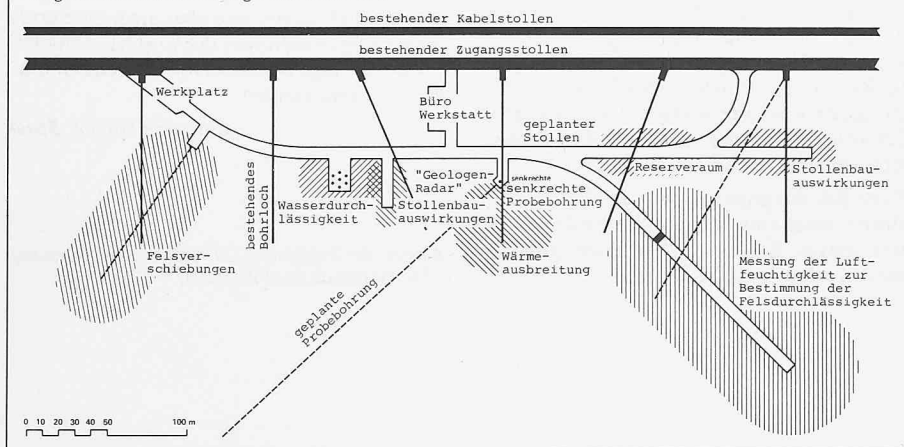 bestehender Kabelstollen
bestehender Zugangsstollen
Werkplatz
Büro
Werkstatt
geplanter
Stollen
bestehendes
Bohrloch
"Geologen-
Radar"
senkrechte
senkrechte
Probebohrung
Reserveraum
Stollenbau-
auswirkungen
Wasserdurch-
lässigkeit
Stollenbau-
auswirkungen
Felsver-
schiebungen
Wärme-
ausbreitung
Messung der Luft-
feuchtigkeit zur
Bestimmung der
Felsdurchlässigkeit
geplante
Probebohrung
0 10 20 30 40 50 100 m